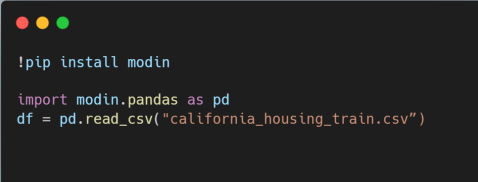 !pip install modin
import modin.pandas as pd
df = pd.read_csv("california_housing_train.csv”)